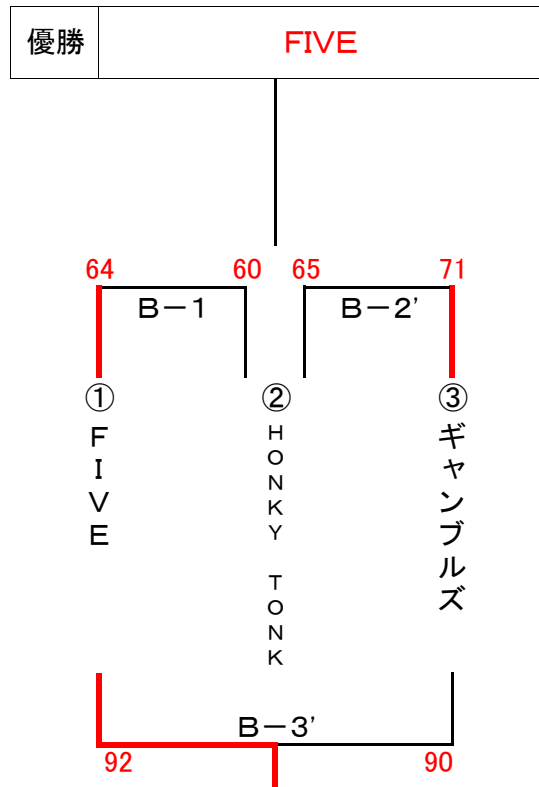 優勝 FIVE
64 60 65 71
B－1 B－2’
① ② ③
FIVE
HONKY TONK
ギャンブルズ
B－3’
92 90